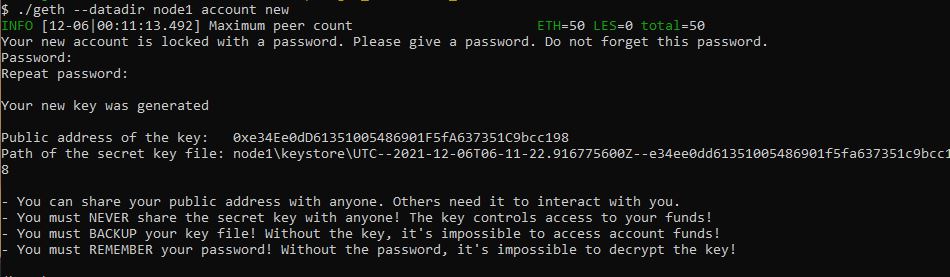 $ ./geth --datadir node1 account new
INFO [12-06|00:11:13.492] Maximum peer count                       ETH=50 LES=0 total=50
Your new account is locked with a password. Please give a password. Do not forget this password.
Password:
Repeat password:
Your new key was generated
Public address of the key:   0xe34Ee0dD61351005486901F5fA637351C9bcc198
Path of the secret key file: node1\keystore\UTC--2021-12-06T06-11-22.916775600Z--e34ee0dd61351005486901f5fa637351c9bcc19
8
- You can share your public address with anyone. Others need it to interact with you.
- You must NEVER share the secret key with anyone! The key controls access to your funds!
- You must BACKUP your key file! Without the key, it's impossible to access account funds!
- You must REMEMBER your password! Without the password, it's impossible to decrypt the key!